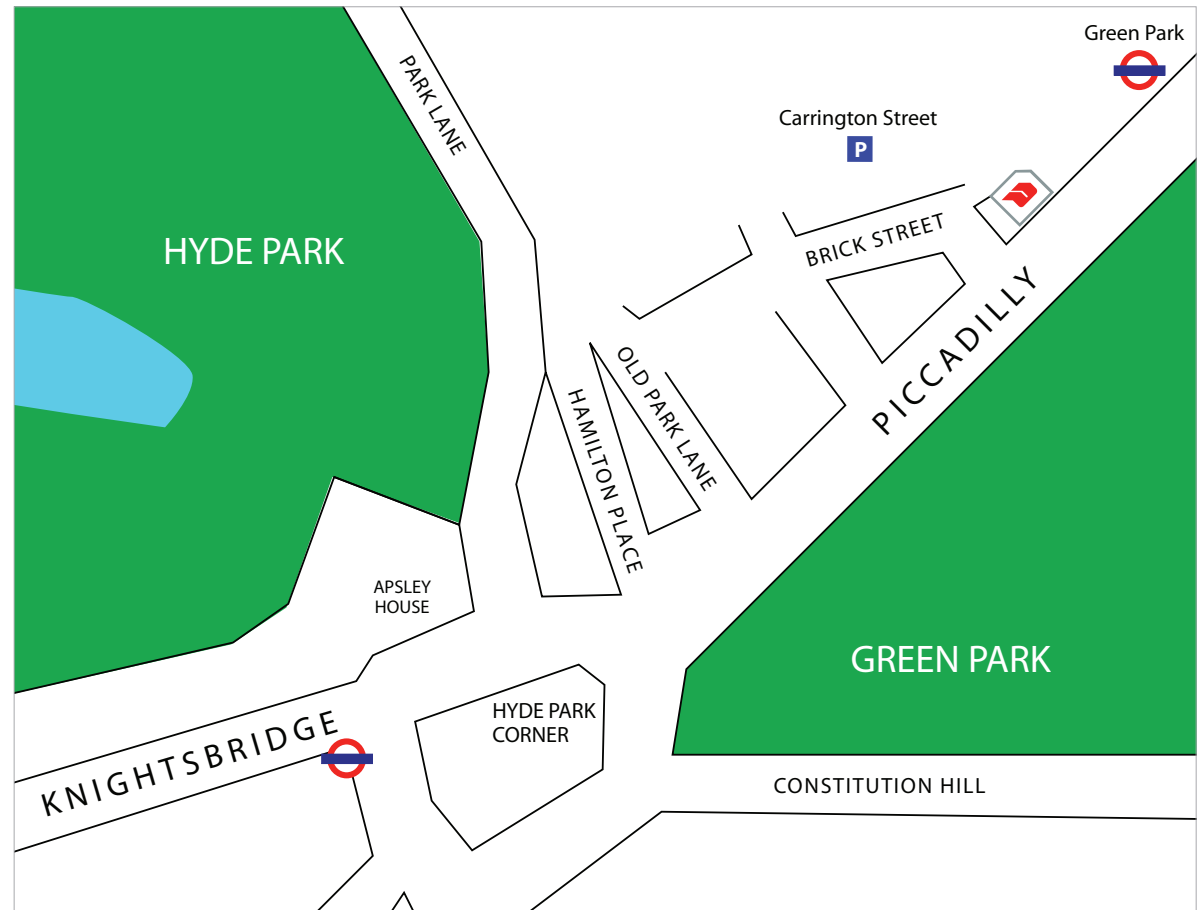 Green Park
PARK LANE
Carrington Street
P
HYDE PARK
BRICK STREET
PICCADILLY
OLD PARK LANE
HAMILTON PLACE
APSLEY
HOUSE
GREEN PARK
HYDE PARK
CORNER
KNIGHTSBRIDGE
CONSTITUTION HILL